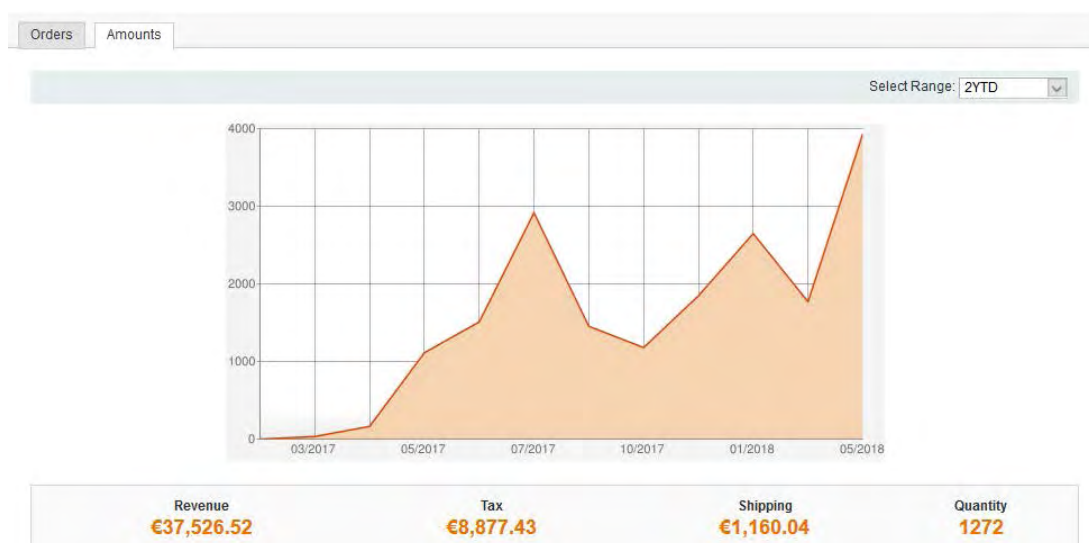 Orders Amounts
Select Range: 2YTD
4000
3000
2000
1000
0
03/2017 05/2017 07/2017 10/2017 01/2018 05/2018
Revenue Tax Shipping Quantity
€37,526.52 €8,877.43 €1,160.04 1272